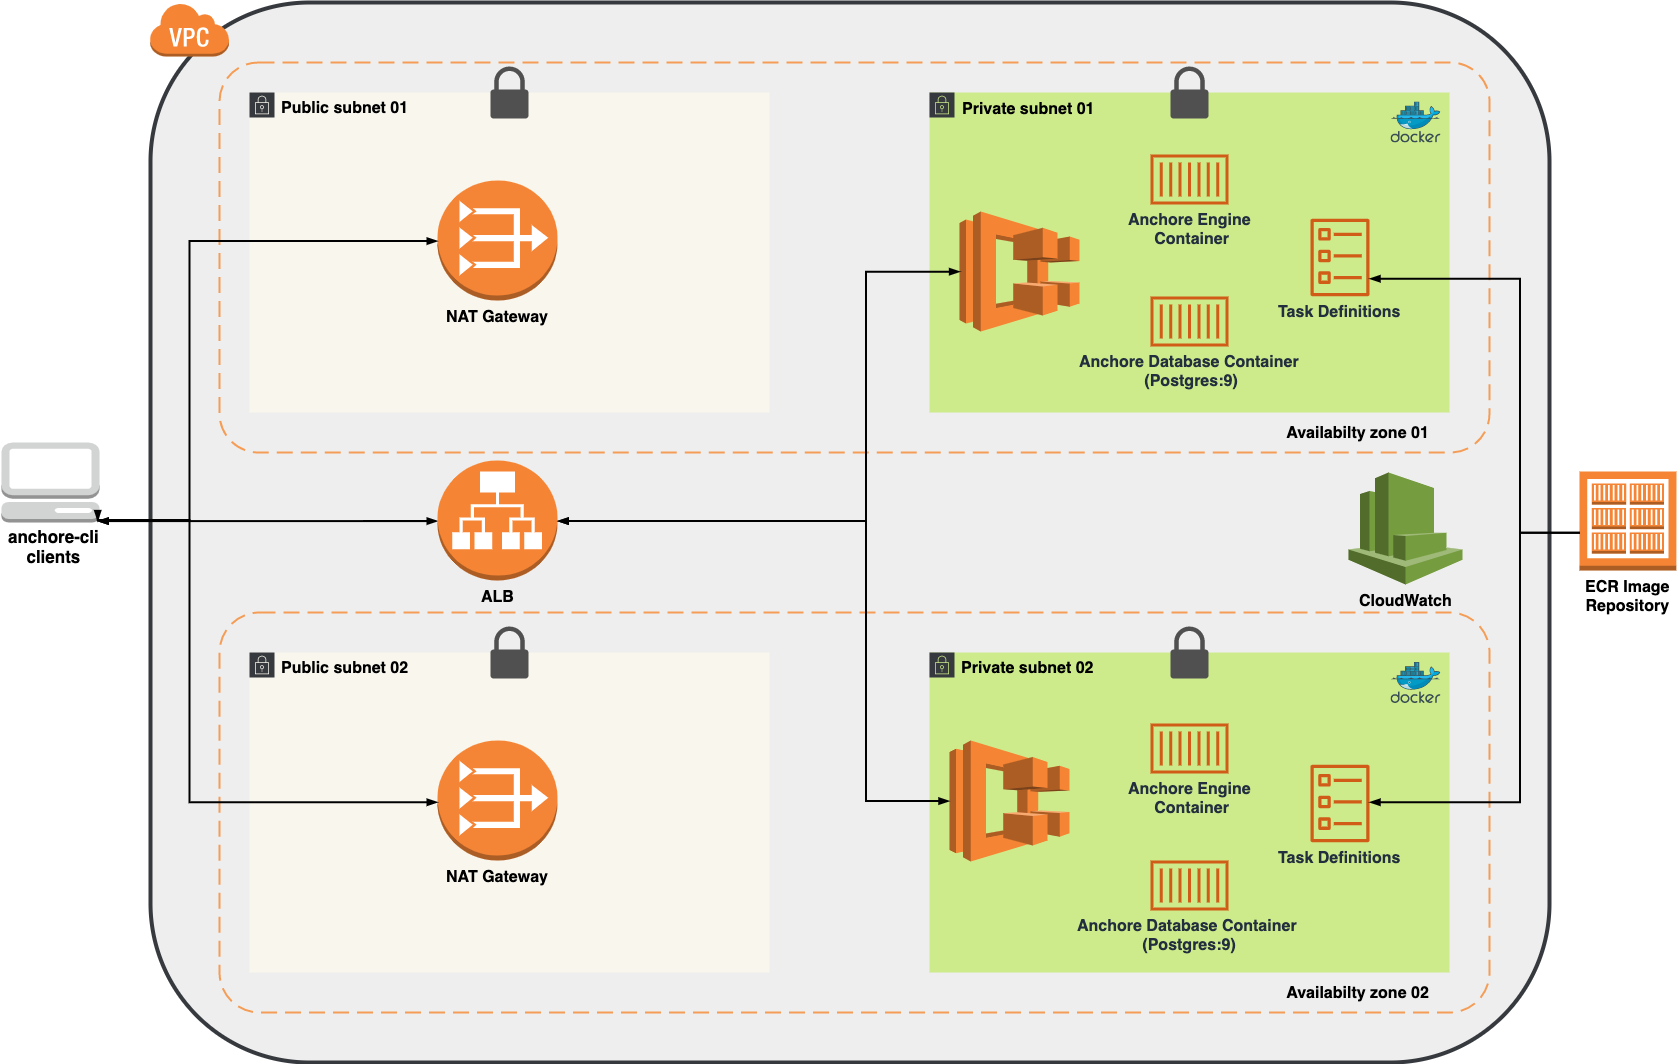 VPC
Public subnet 01
NAT Gateway
Private subnet 01
docker
Anchore Engine
Container
Task Definitions
Anchore Database Container
(Postgres:9)
Availabilty zone 01
anchore-cli
clients
ALB
CloudWatch
ECR Image
Repository
Public subnet 02
NAT Gateway
Private subnet 02
docker
Anchore Engine
Container
Task Definitions
Anchore Database Container
(Postgres:9)
Availabilty zone 02